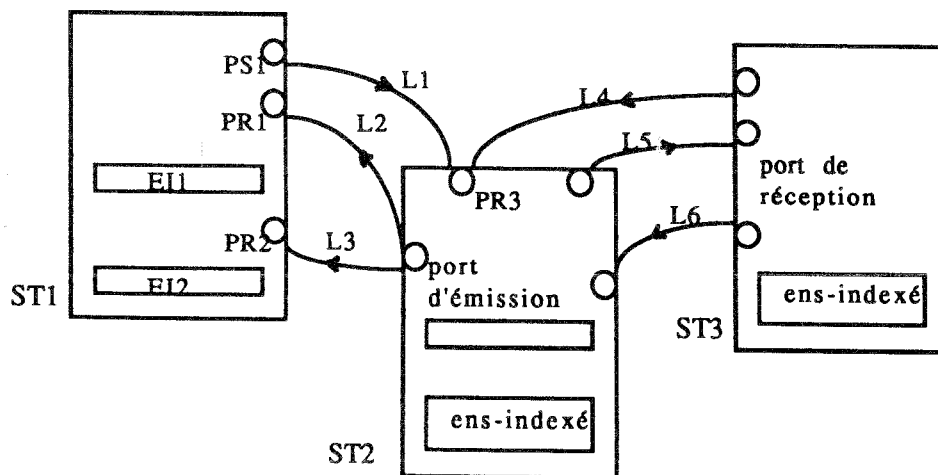 PS1
L1
L4
PR1
L2
L5
port de
réception
EI1
PR3
PR2
L3
L6
port
d'émission
EI2
ST1
ens-indexé
ST3
ens-indexé
ST2